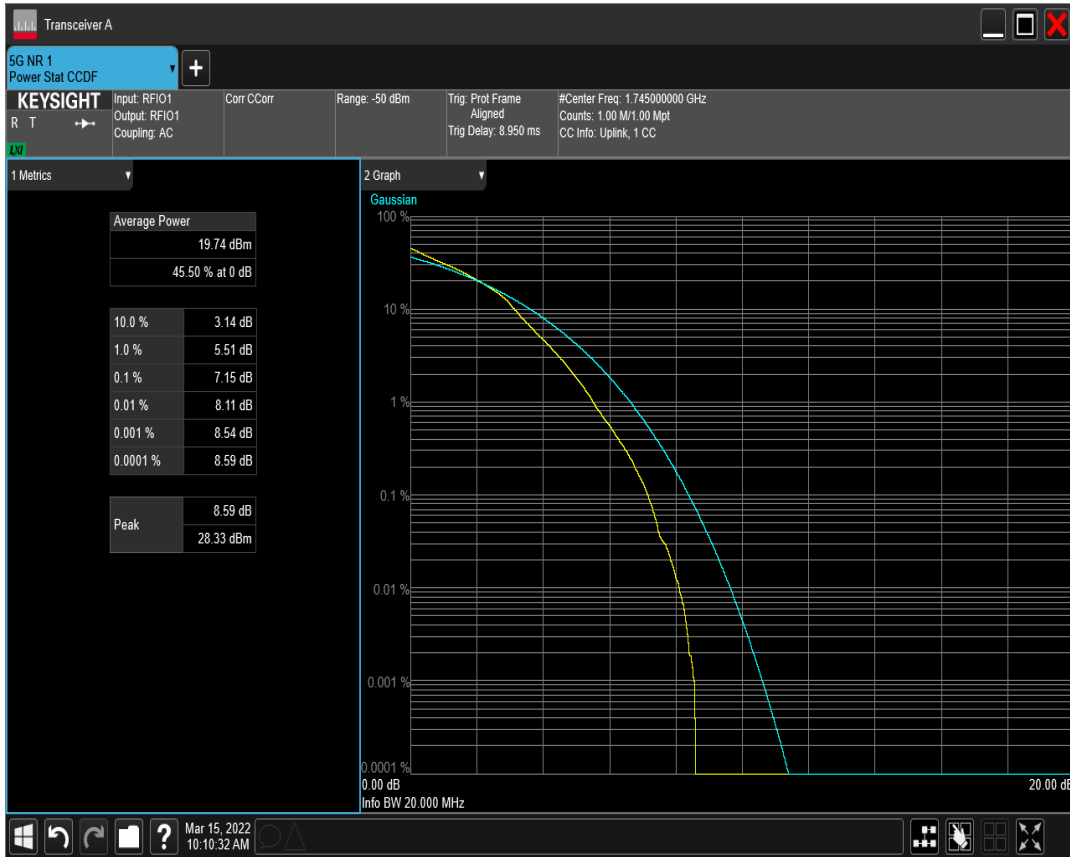 Transceiver A
5G NR 1
Power Stat CCDF
+
KEYSIGHT
R T
LXI
Input: RFIO1
Output: RFIO1
Coupling: AC
Corr CCorr
Range: -50 dBm
Trig: Prot Frame
Aligned
Trig Delay: 8.950 ms
#Center Freq: 1.745000000 GHz
Counts: 1.00 M/1.00 Mpt
CC Info: Uplink, 1 CC
1 Metrics
Average Power
19.74 dBm
45.50 % at 0 dB
10.0 % 3.14 dB
1.0 % 5.51 dB
0.1 % 7.15 dB
0.01 % 8.11 dB
0.001 % 8.54 dB
0.0001 % 8.59 dB
Peak
8.59 dB
28.33 dBm
2 Graph
Gaussian
100 %
10 %
1 %
0.1 %
0.01 %
0.001 %
0.0001 %
0.00 dB 20.00 dB
Info BW 20.000 MHz
?
Mar 15, 2022
10:10:32 AM